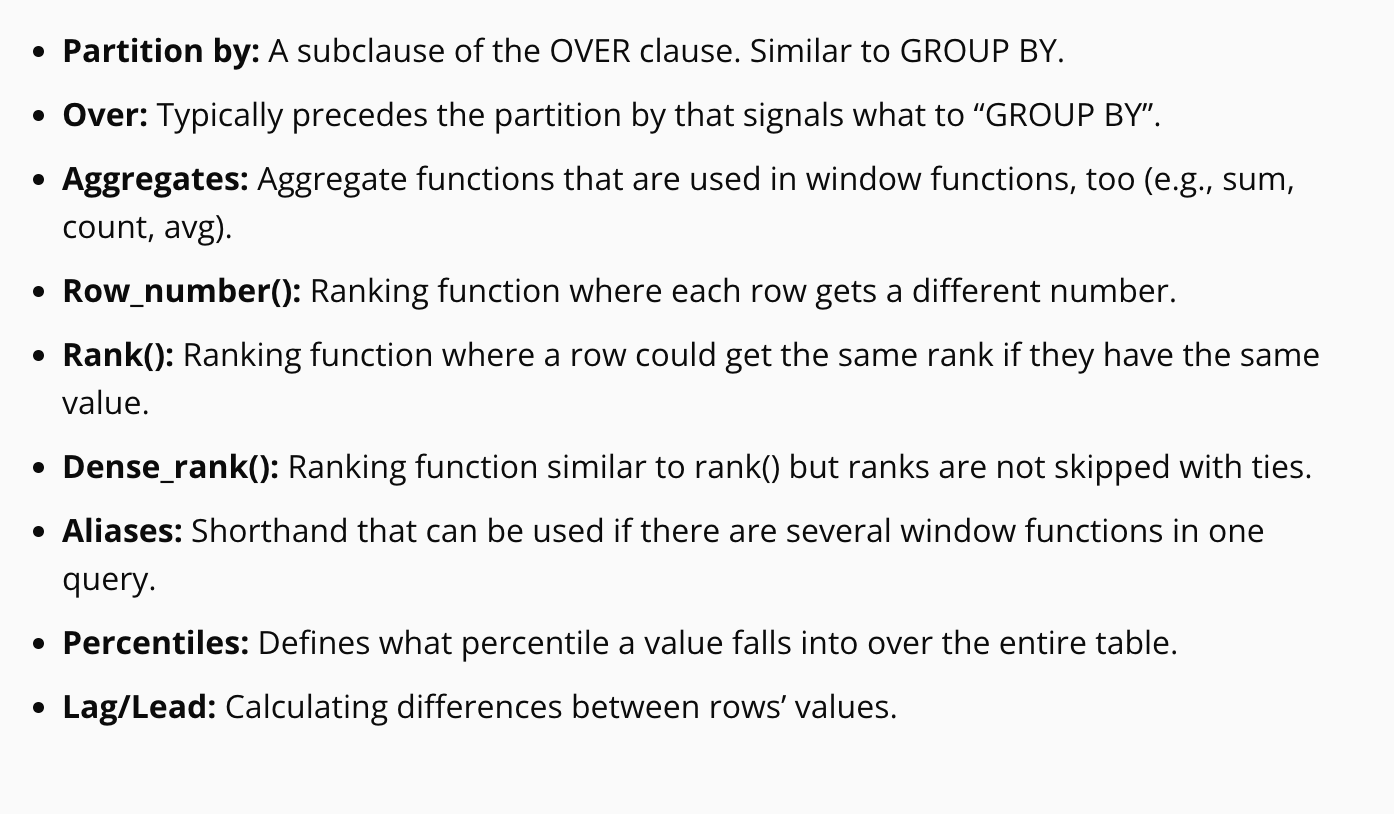 • Partition by: A subclause of the OVER clause. Similar to GROUP BY.
• Over: Typically precedes the partition by that signals what to “GROUP BY”.
• Aggregates: Aggregate functions that are used in window functions, too (e.g., sum,
count, avg).
• Row_number(): Ranking function where each row gets a different number.
• Rank(): Ranking function where a row could get the same rank if they have the same
value.
• Dense_rank(): Ranking function similar to rank() but ranks are not skipped with ties.
• Aliases: Shorthand that can be used if there are several window functions in one
query.
• Percentiles: Defines what percentile a value falls into over the entire table.
• Lag/Lead: Calculating differences between rows’ values.